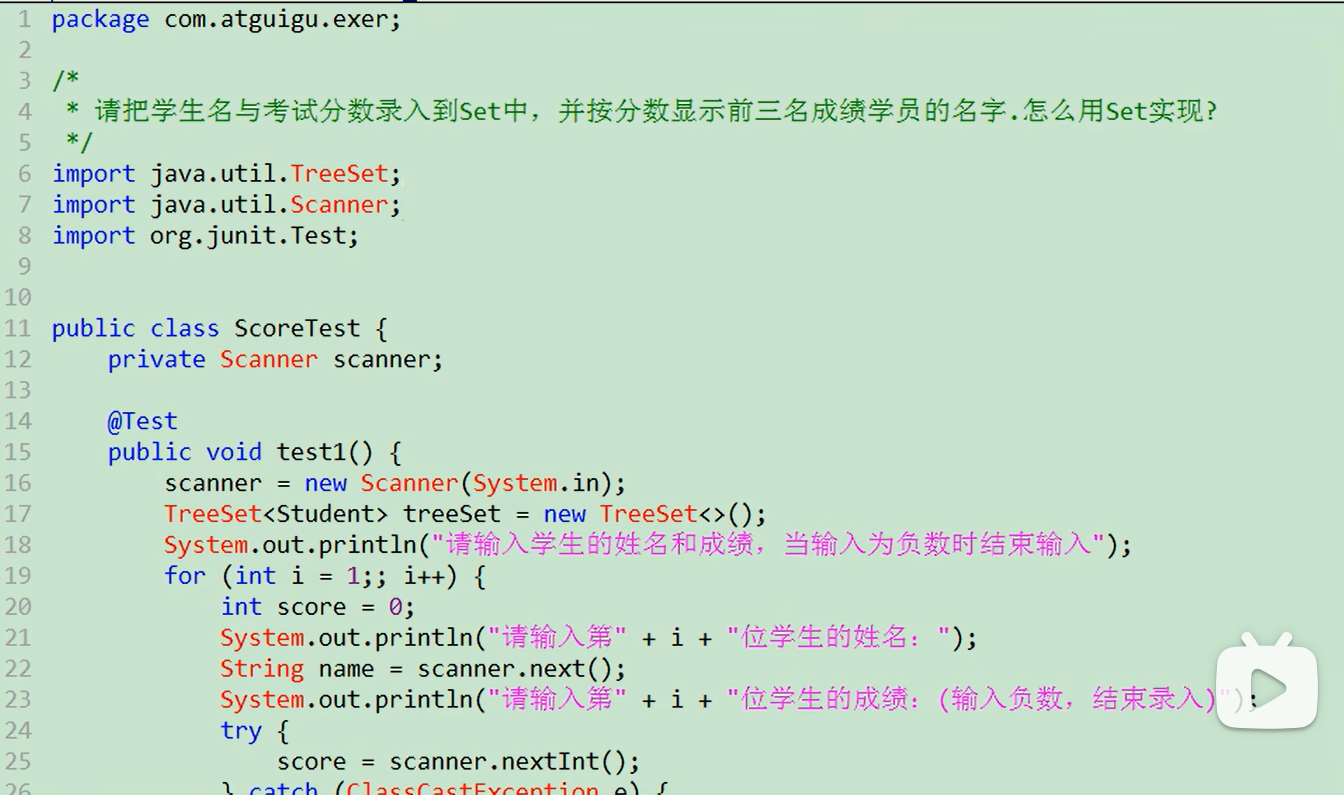 1 package com.atguigu.exer;
2
3 /*
4  * 请把学生名与考试分数录入到Set中，并按分数显示前三名成绩学员的名字.怎么用Set实现?
5  */
6 import java.util.TreeSet;
7 import java.util.Scanner;
8 import org.junit.Test;
9
10
11 public class ScoreTest {
12     private Scanner scanner;
13
14     @Test
15     public void test1() {
16         scanner = new Scanner(System.in);
17         TreeSet<Student> treeSet = new TreeSet<>();
18         System.out.println("请输入学生的姓名和成绩，当输入为负数时结束输入");
19         for (int i = 1;; i++) {
20             int score = 0;
21             System.out.println("请输入第" + i + "位学生的姓名：");
22             String name = scanner.next();
23             System.out.println("请输入第" + i + "位学生的成绩：(输入负数，结束录入)");
24             try {
25                 score = scanner.nextInt();
26             } catch (ClassCastException e) {